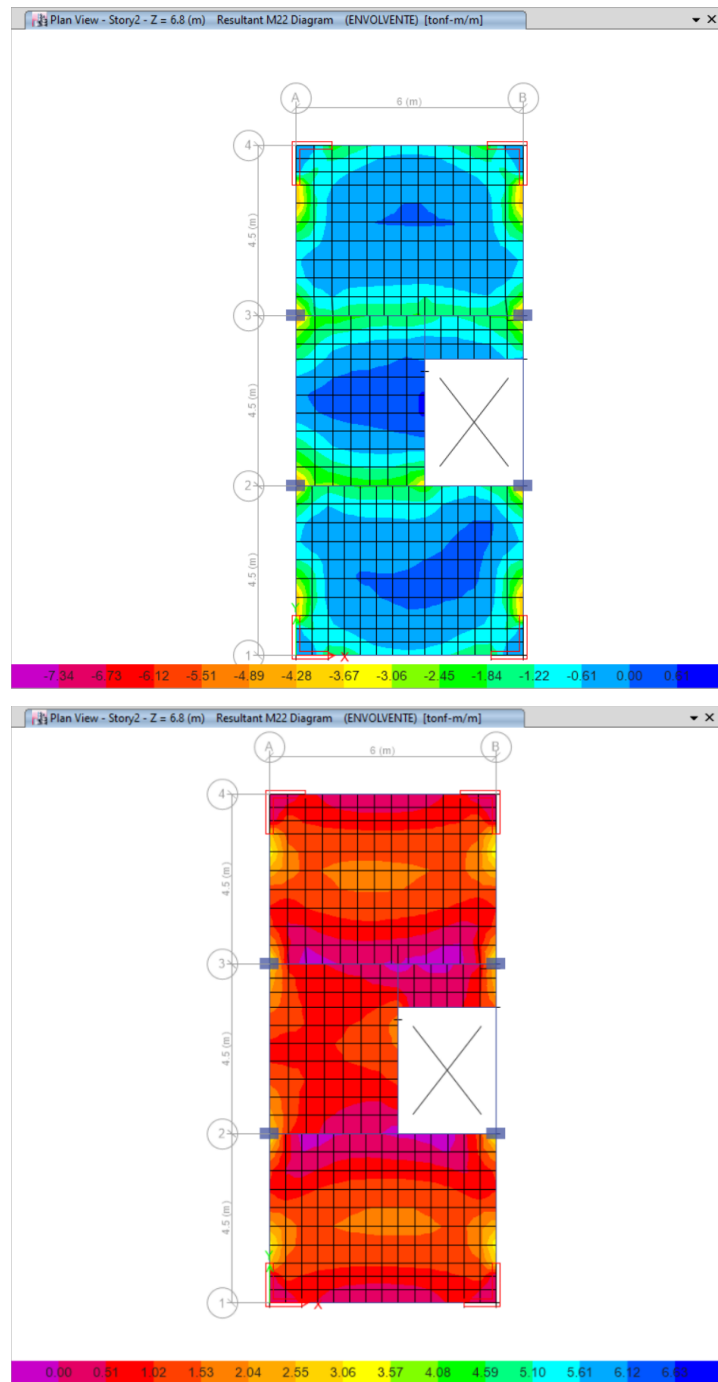 Plan View - Story2 - Z = 6.8 (m) Resultant M22 Diagram (ENVOLVENTE) [tonf-m/m]
A B
6 (m)
4
4.5 (m)
3
4.5 (m)
2
4.5 (m)
Y
1
X
-7.34 -6.73 -6.12 -5.51 -4.89 -4.28 -3.67 -3.06 -2.45 -1.84 -1.22 -0.61 0.00
Plan View - Story2 - Z = 6.8 (m) Resultant M22 Diagram (ENVOLVENTE) [tonf-m/m]
A B
6 (m)
4
4.5 (m)
3
4.5 (m)
2
4.5 (m)
Y
1
X
0.00 0.51 1.02 1.53 2.04 2.55 3.06 3.57 4.08 4.59 5.10 5.61 6.12